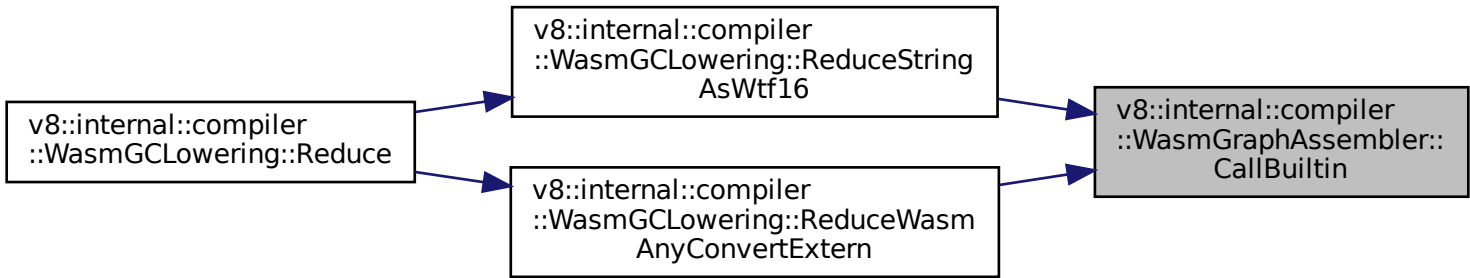 v8::internal::compiler
::WasmGCLowering::Reduce
v8::internal::compiler
::WasmGCLowering::ReduceString
AsWtf16
v8::internal::compiler
::WasmGCLowering::ReduceWasm
AnyConvertExtern
v8::internal::compiler
::WasmGraphAssembler::
CallBuiltin